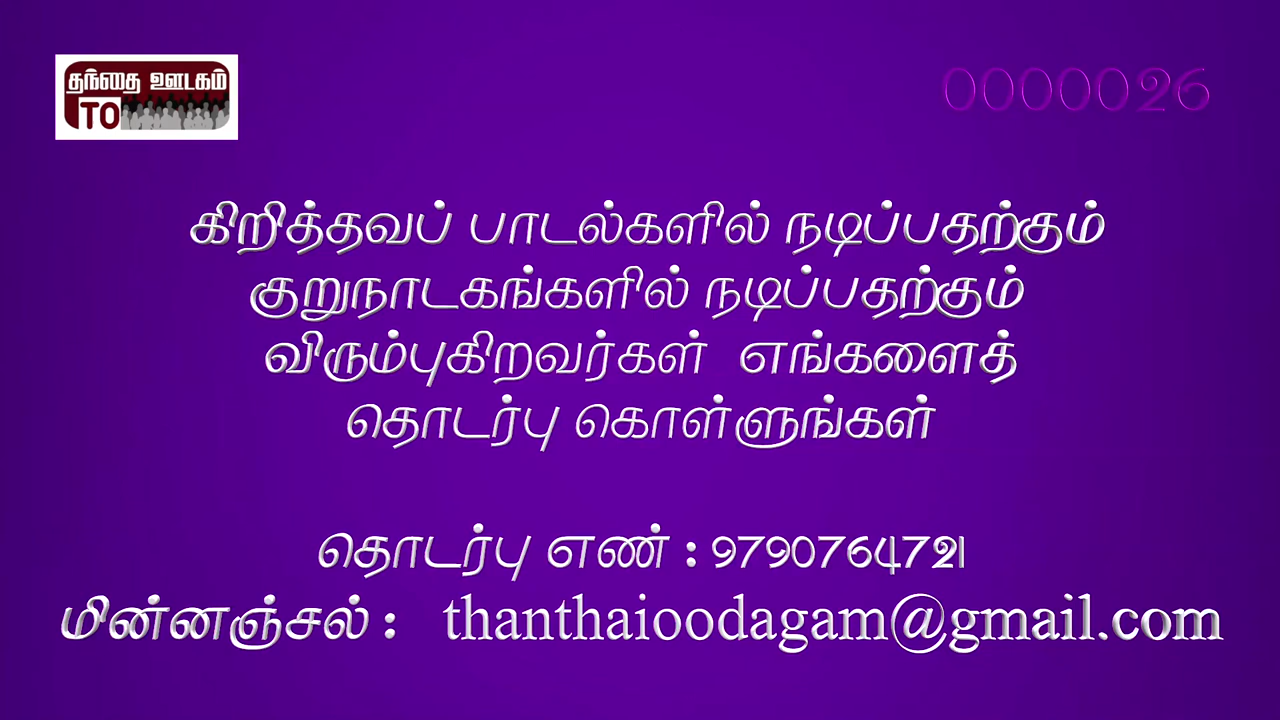 தந்தை ஊடகம்
TO
0000026
கிறித்தவப் பாடல்களில் நடிப்பதற்கும்
குறுநாடகங்களில் நடிப்பதற்கும்
விரும்புகிறவர்கள் எங்களைத்
தொடர்பு கொள்ளுங்கள்
தொடர்பு எண் : 9790764721
மின்னஞ்சல் : thanthaioodagam@gmail.com